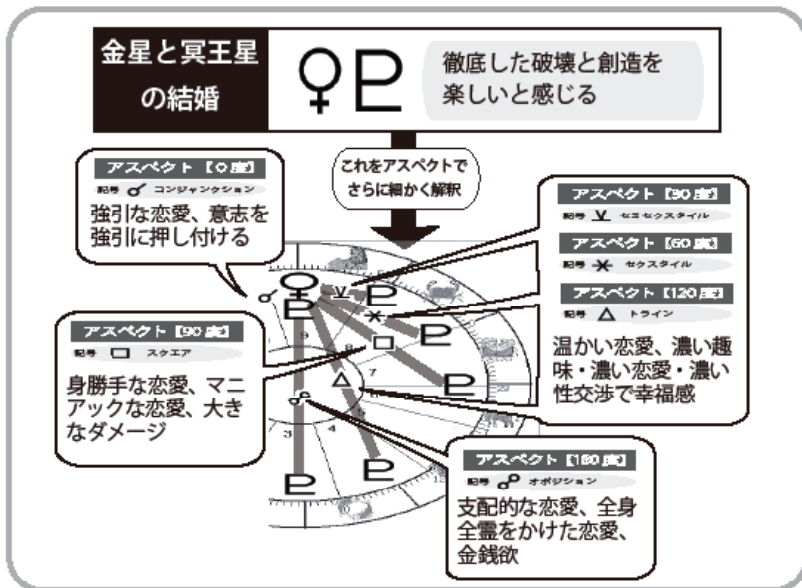 金星と冥王星
の結婚
♀♇
徹底した破壊と創造を
楽しいと感じる
これをアスペクトで
さらに細かく解釈
アスペクト【0度】
記号 ☌ コンジャンクション
強引な恋愛、意志を
強引に押し付ける
アスペクト【30度】
記号 ⚺ セミセクスタイル
アスペクト【60度】
記号 ⚹ セクスタイル
アスペクト【120度】
記号 △ トライン
温かい恋愛、濃い趣
味・濃い恋愛・濃い
性交渉で幸福感
アスペクト【90度】
記号 □ スクエア
身勝手な恋愛、マニ
アックな恋愛、大き
なダメージ
アスペクト【180度】
記号 ☍ オポジション
支配的な恋愛、全身
全霊をかけた恋愛、
金銭欲
9
8
7
3
4